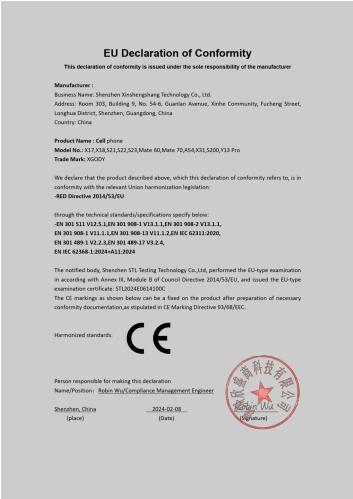 EU Declaration of Conformity
This declaration of conformity is issued under the sole responsibility of the manufacturer
Manufacturer :
Business Name: Shenzhen Xinshengshang Technology Co., Ltd.
Address: Room 303, Building 9, No. 54-6, Guanlan Avenue, Xinhe Community, Fucheng Street,
Longhua District, Shenzhen, Guangdong, China
Country: China
Product Name : Cell phone
Model No.: X17,X18,S21,S22,S23,Mate 60,Mate 70,A54,X31,S200,Y13 Pro
Trade Mark: XGODY
We declare that the product described above, which this declaration of conformity refers to, is in
conformity with the relevant Union harmonization legislation:
-RED Directive 2014/53/EU
through the technical standards/specifications specify below:
-EN 301 511 V12.5.1,EN 301 908-1 V13.1.1,EN 301 908-2 V13.1.1,
EN 301 908-1 V11.1.1,EN 301 908-13 V11.1.2,EN IEC 62311:2020,
EN 301 489-1 V2.2.3,EN 301 489-17 V3.2.4,
EN IEC 62368-1:2024+A11:2024
The notified body, Shenzhen STL Testing Technology Co.,Ltd, performed the EU-type examination
in according with Annex III, Module B of Council Directive 2014/53/EU, and issued the EU-type
examination certificate: STL2024E0614100C
The CE markings as shown below can be a fixed on the product after preparation of necessary
conformity documentation,as stipulated in CE Marking Directive 93/68/EEC.
Harmonized standards:
CE
Person responsible for making this declaration
Name/Position： Robin Wu/Compliance Management Engineer
Shenzhen, China 2024-02-08 Robin Wu
(place) (Date) (Signature)